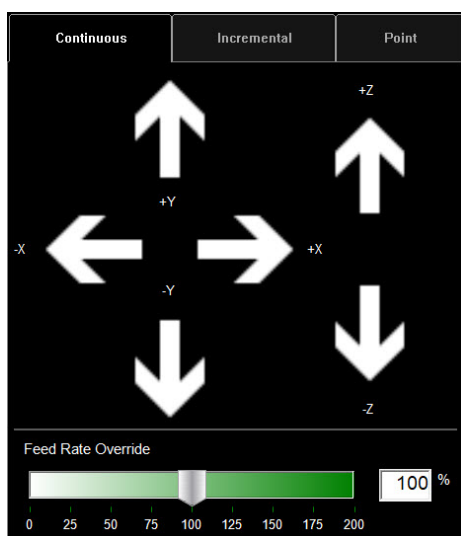 Continuous Incremental Point
+Z
+Y
-X +X
-Y
-Z
Feed Rate Override
100 %
0 25 50 75 100 125 150 175 200